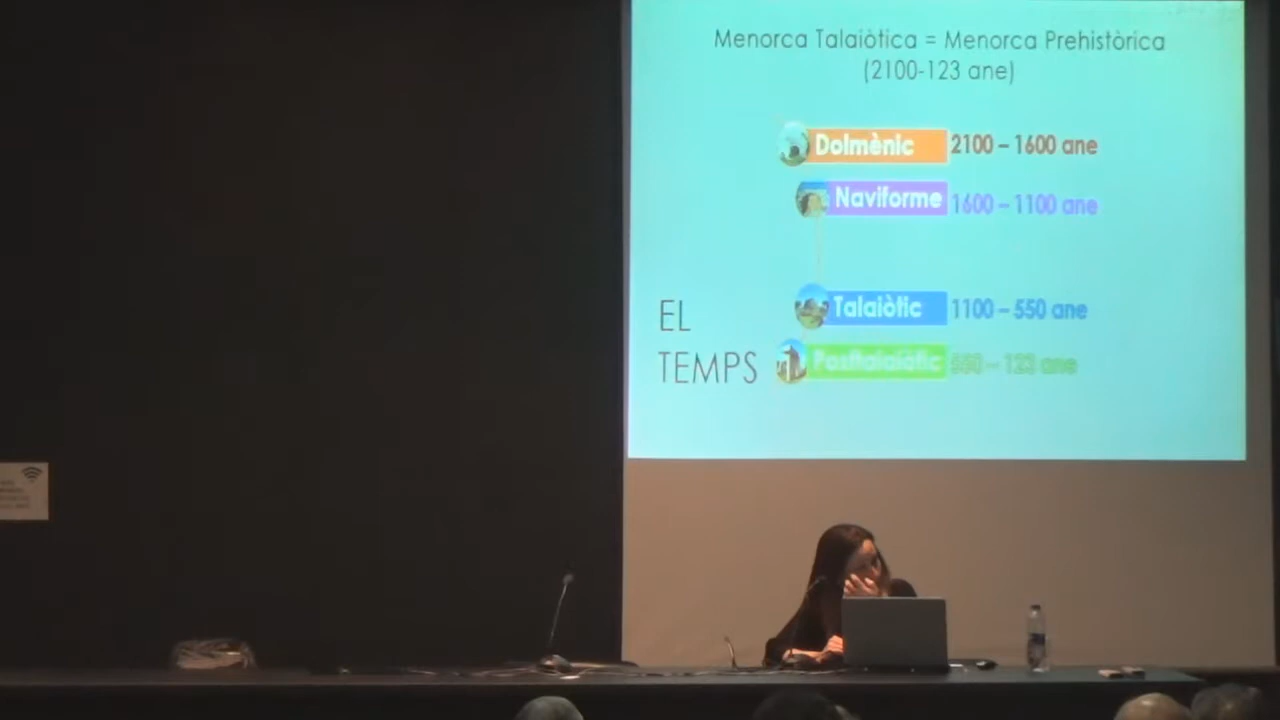 Menorca Talaiòtica = Menorca Prehistòrica
(2100-123 ane)
Dolmènic 2100 – 1600 ane
Naviforme 1600 – 1100 ane
Talaiòtic 1100 – 550 ane
Posttalaiòtic 550 – 123 ane
EL
TEMPS